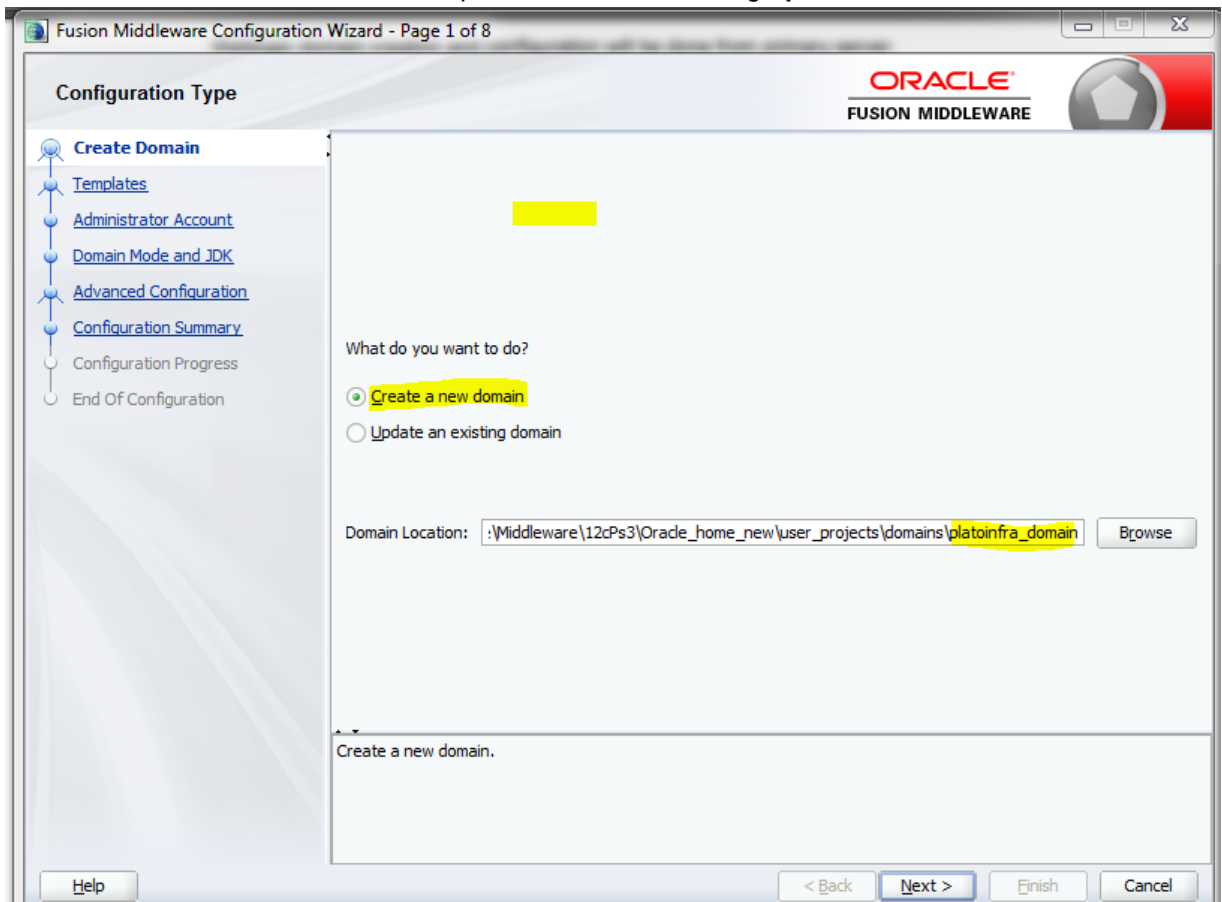 Fusion Middleware Configuration Wizard - Page 1 of 8
Configuration Type
ORACLE
FUSION MIDDLEWARE
Create Domain
Templates
Administrator Account
Domain Mode and JDK
Advanced Configuration
Configuration Summary
Configuration Progress
End Of Configuration
What do you want to do?
Create a new domain
Update an existing domain
Domain Location: :\Middleware\12cPs3\Oracle_home_new\user_projects\domains\platoinfra_domain Browse
Create a new domain.
Help < Back Next > Finish Cancel